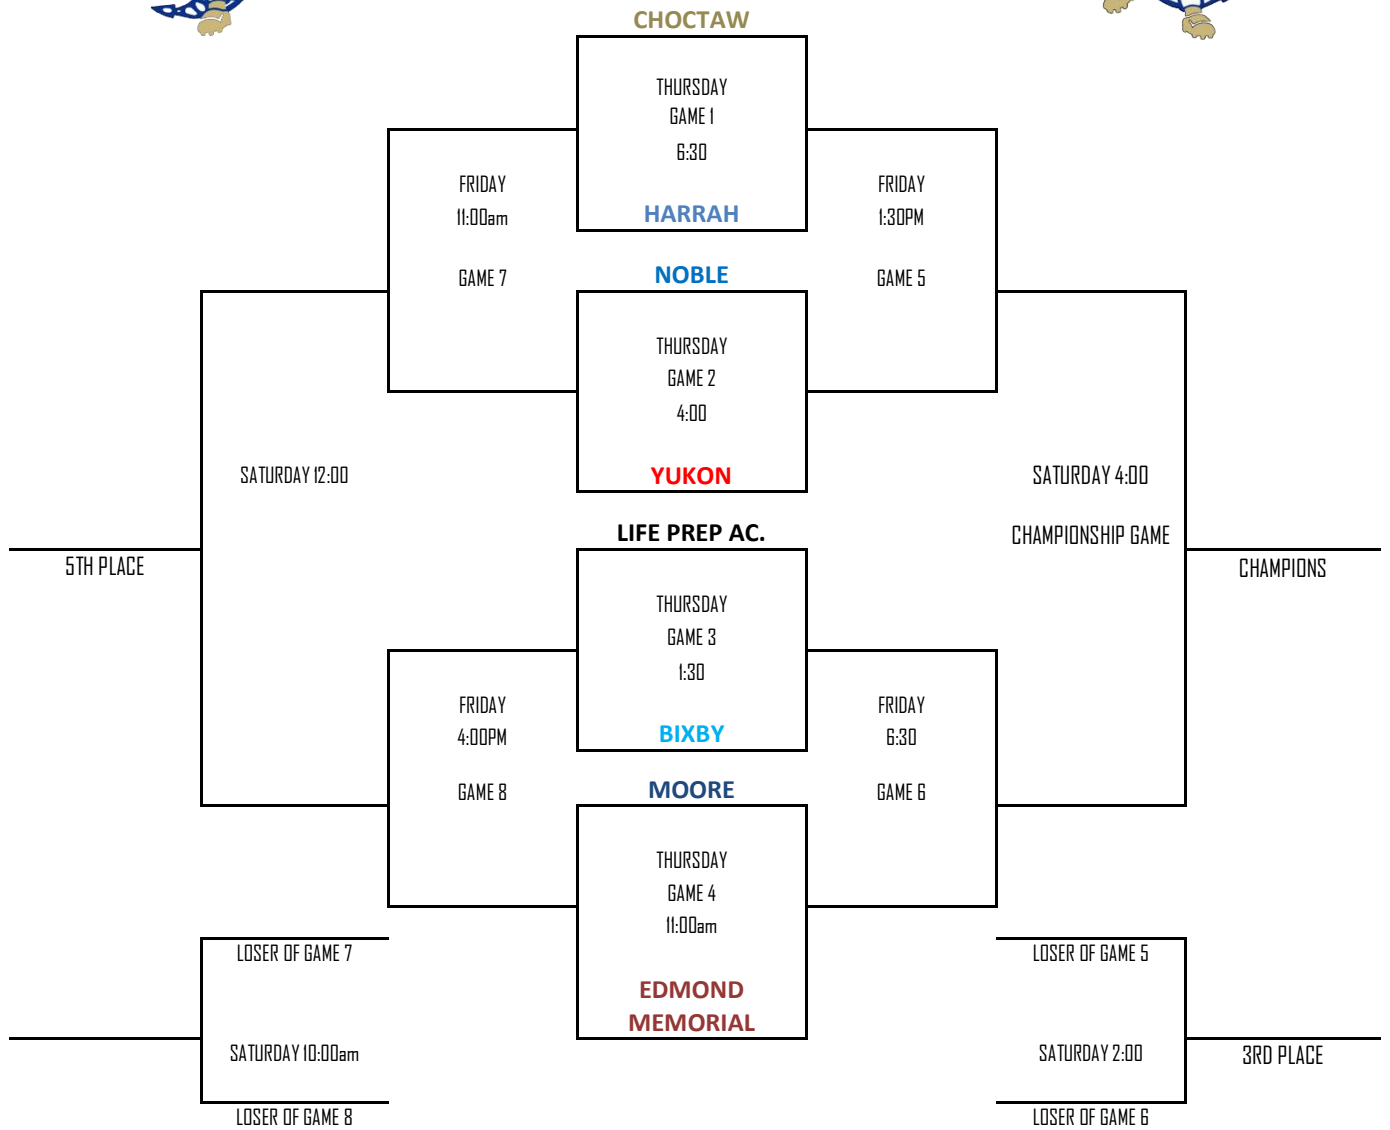 CHOCTAW
THURSDAY
GAME 1
6:30
HARRAH
FRIDAY
11:00am
GAME 7
FRIDAY
1:30PM
GAME 5
NOBLE
THURSDAY
GAME 2
4:00
YUKON
SATURDAY 12:00
SATURDAY 4:00
CHAMPIONSHIP GAME
5TH PLACE
CHAMPIONS
LIFE PREP AC.
THURSDAY
GAME 3
1:30
BIXBY
FRIDAY
4:00PM
GAME 8
FRIDAY
6:30
GAME 6
MOORE
THURSDAY
GAME 4
11:00am
EDMOND
MEMORIAL
LOSER OF GAME 7
SATURDAY 10:00am
LOSER OF GAME 8
LOSER OF GAME 5
SATURDAY 2:00
3RD PLACE
LOSER OF GAME 6